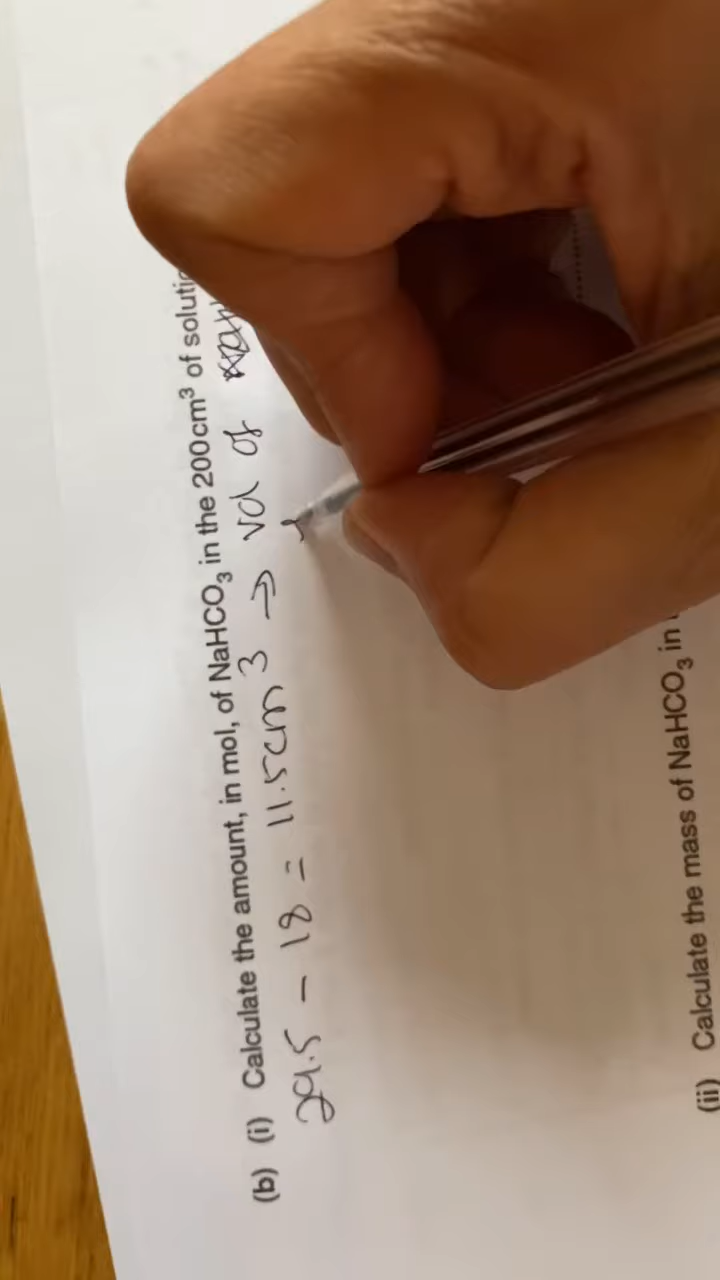 (b) (i) Calculate the amount, in mol, of NaHCO₃ in the 200cm³ of
29.5 - 18 = 11.5cm3 → vol of
(ii) Calculate the mass of NaHCO₃ in